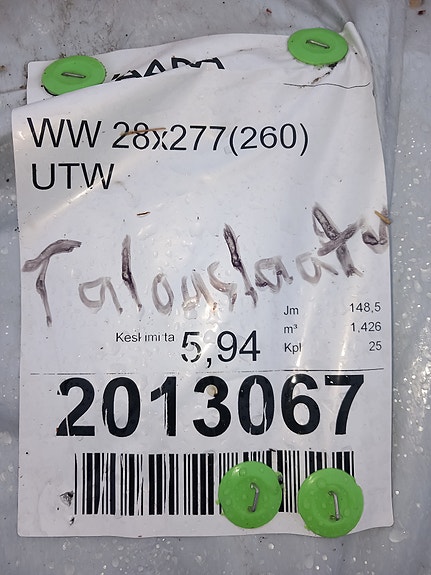 WW 28x277(260)
UTW
Talouslaatu
Jm 148,5
Keskimitta 5,94 m³ 1,426
Kpl 25
2013067